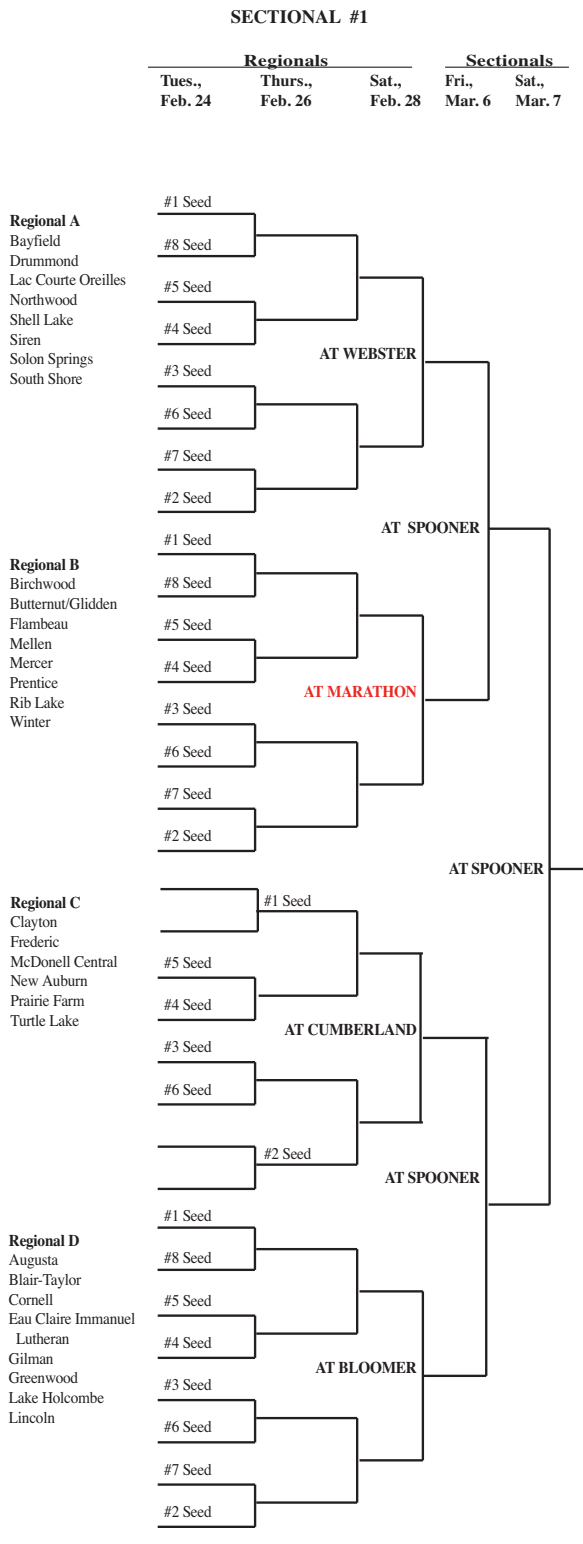 SECTIONAL #1
Regionals
Sectionals
Tues., Feb. 24
Thurs., Feb. 26
Sat., Feb. 28
Fri., Mar. 6
Sat., Mar. 7
Regional A
Bayfield
Drummond
Lac Courte Oreilles
Northwood
Shell Lake
Siren
Solon Springs
South Shore
#1 Seed
#8 Seed
#5 Seed
#4 Seed
#3 Seed
#6 Seed
#7 Seed
#2 Seed
AT WEBSTER
AT SPOONER
Regional B
Birchwood
Butternut/Glidden
Flambeau
Mellen
Mercer
Prentice
Rib Lake
Winter
#1 Seed
#8 Seed
#5 Seed
#4 Seed
#3 Seed
#6 Seed
#7 Seed
#2 Seed
AT MARATHON
AT SPOONER
Regional C
Clayton
Frederic
McDonell Central
New Auburn
Prairie Farm
Turtle Lake
#1 Seed
#5 Seed
#4 Seed
#3 Seed
#6 Seed
#2 Seed
AT CUMBERLAND
AT SPOONER
Regional D
Augusta
Blair-Taylor
Cornell
Eau Claire Immanuel
Lutheran
Gilman
Greenwood
Lake Holcombe
Lincoln
#1 Seed
#8 Seed
#5 Seed
#4 Seed
#3 Seed
#6 Seed
#7 Seed
#2 Seed
AT BLOOMER